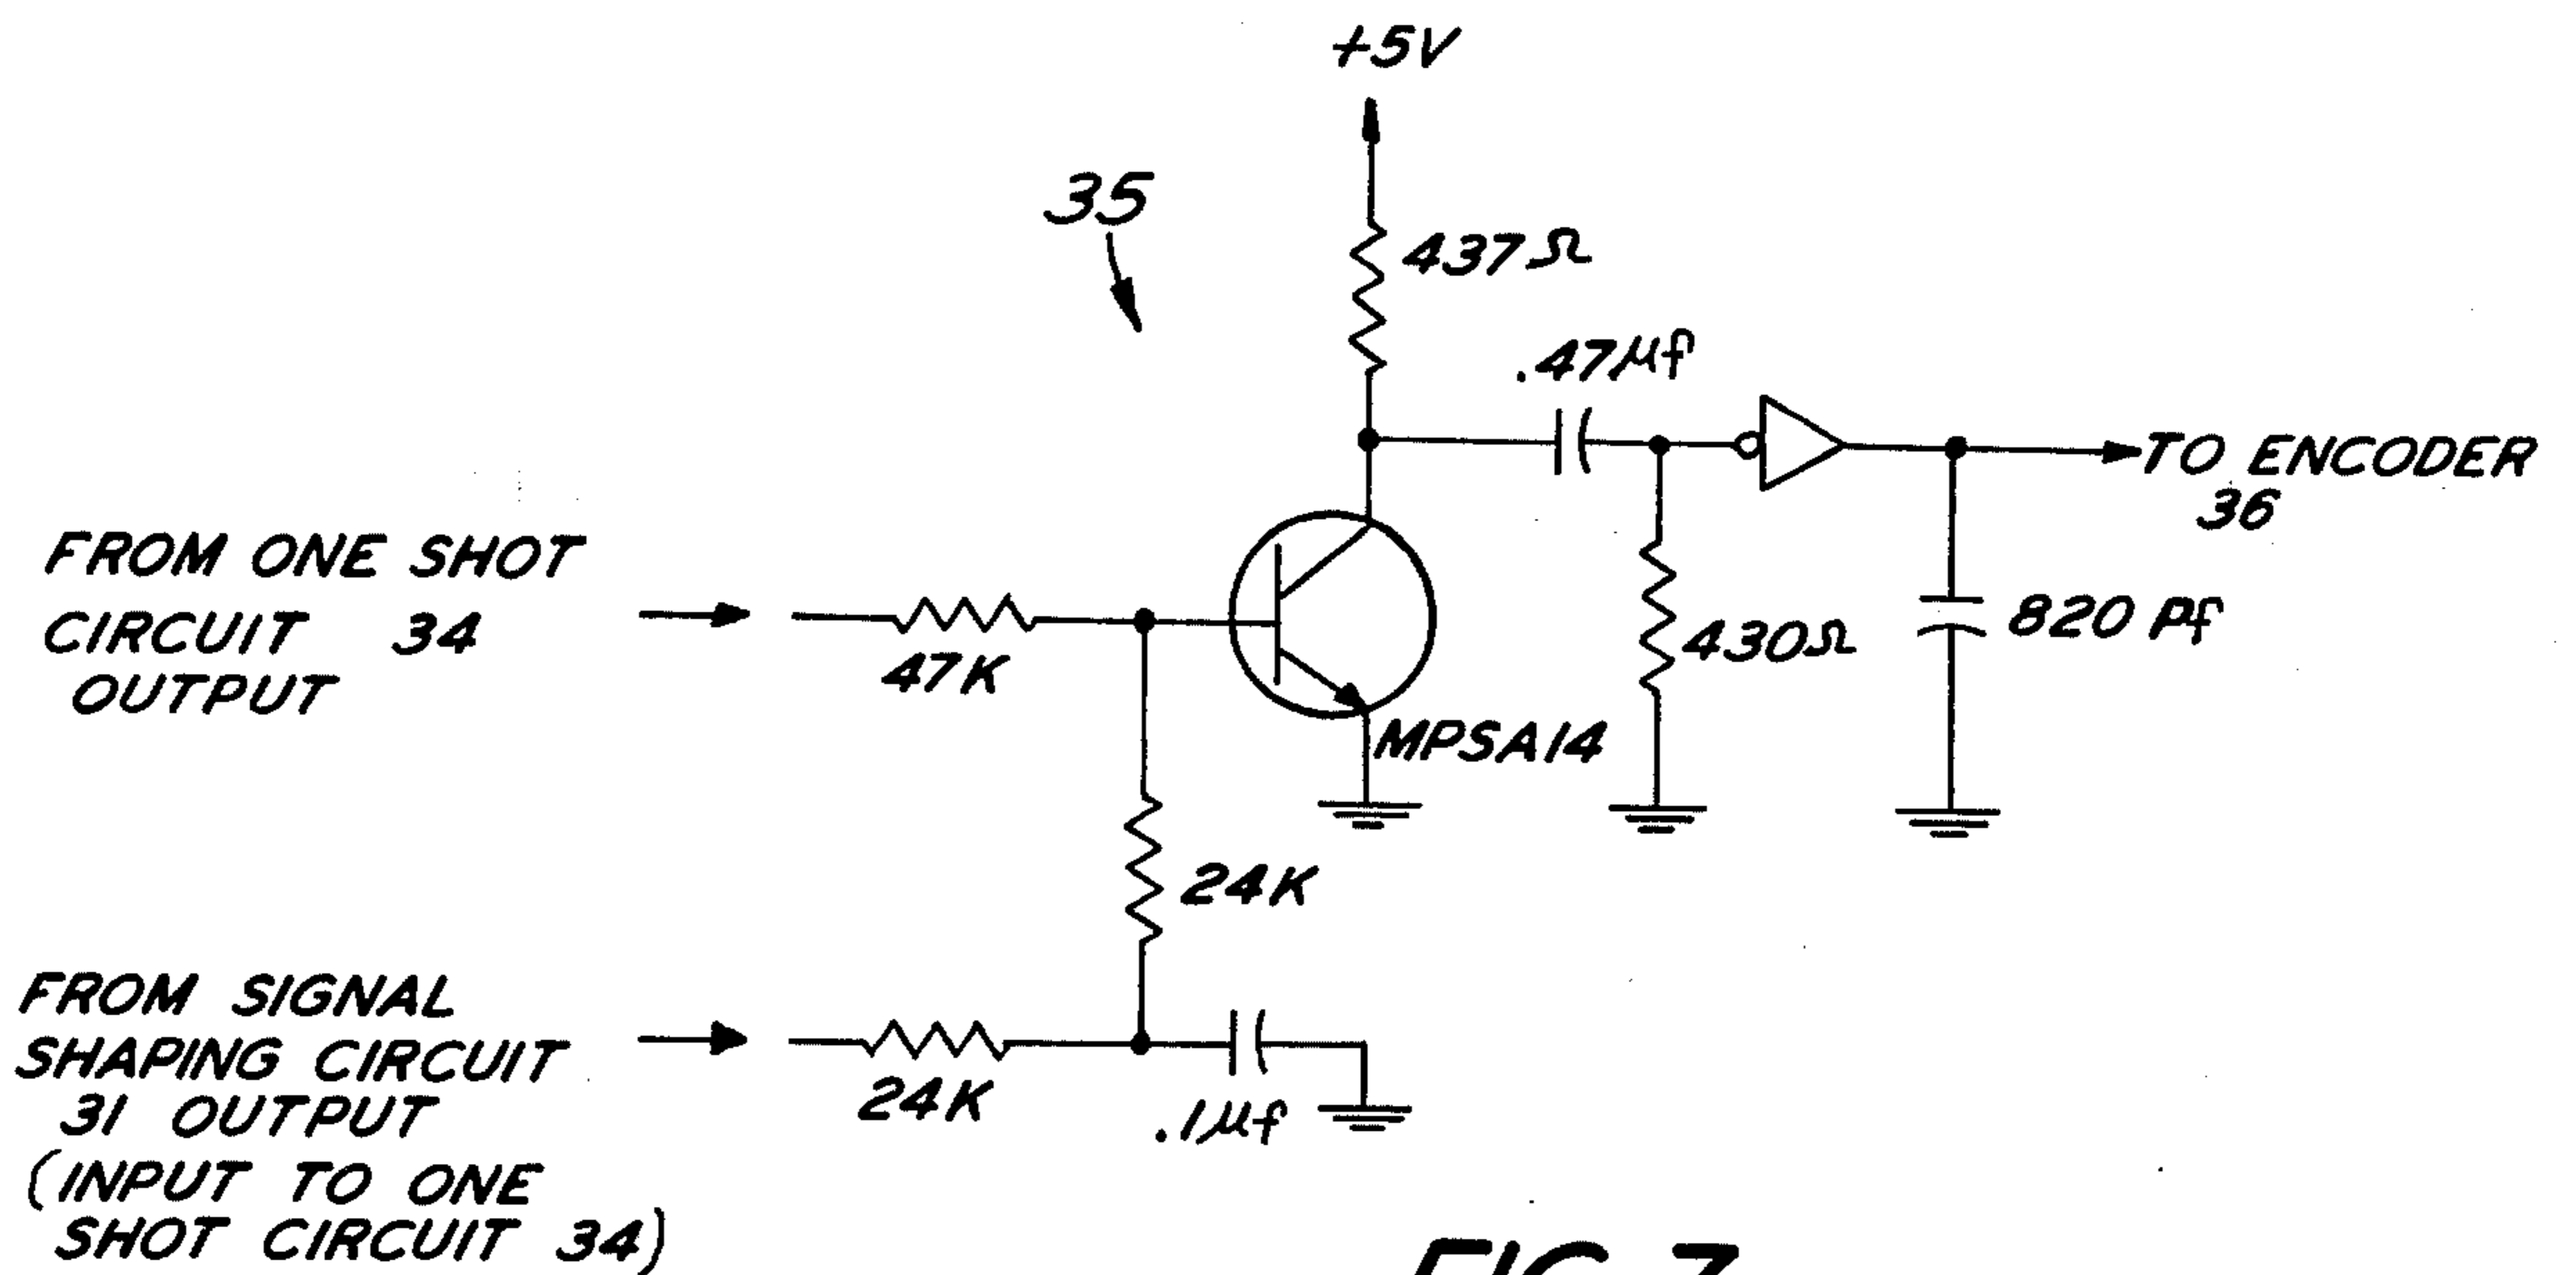 +5V
35
437Ω
.47μf
TO ENCODER
36
FROM ONE SHOT
CIRCUIT 34
OUTPUT
47K
430Ω
820 pf
MPSA14
24K
FROM SIGNAL
SHAPING CIRCUIT
31 OUTPUT
(INPUT TO ONE
SHOT CIRCUIT 34)
24K
.1μf